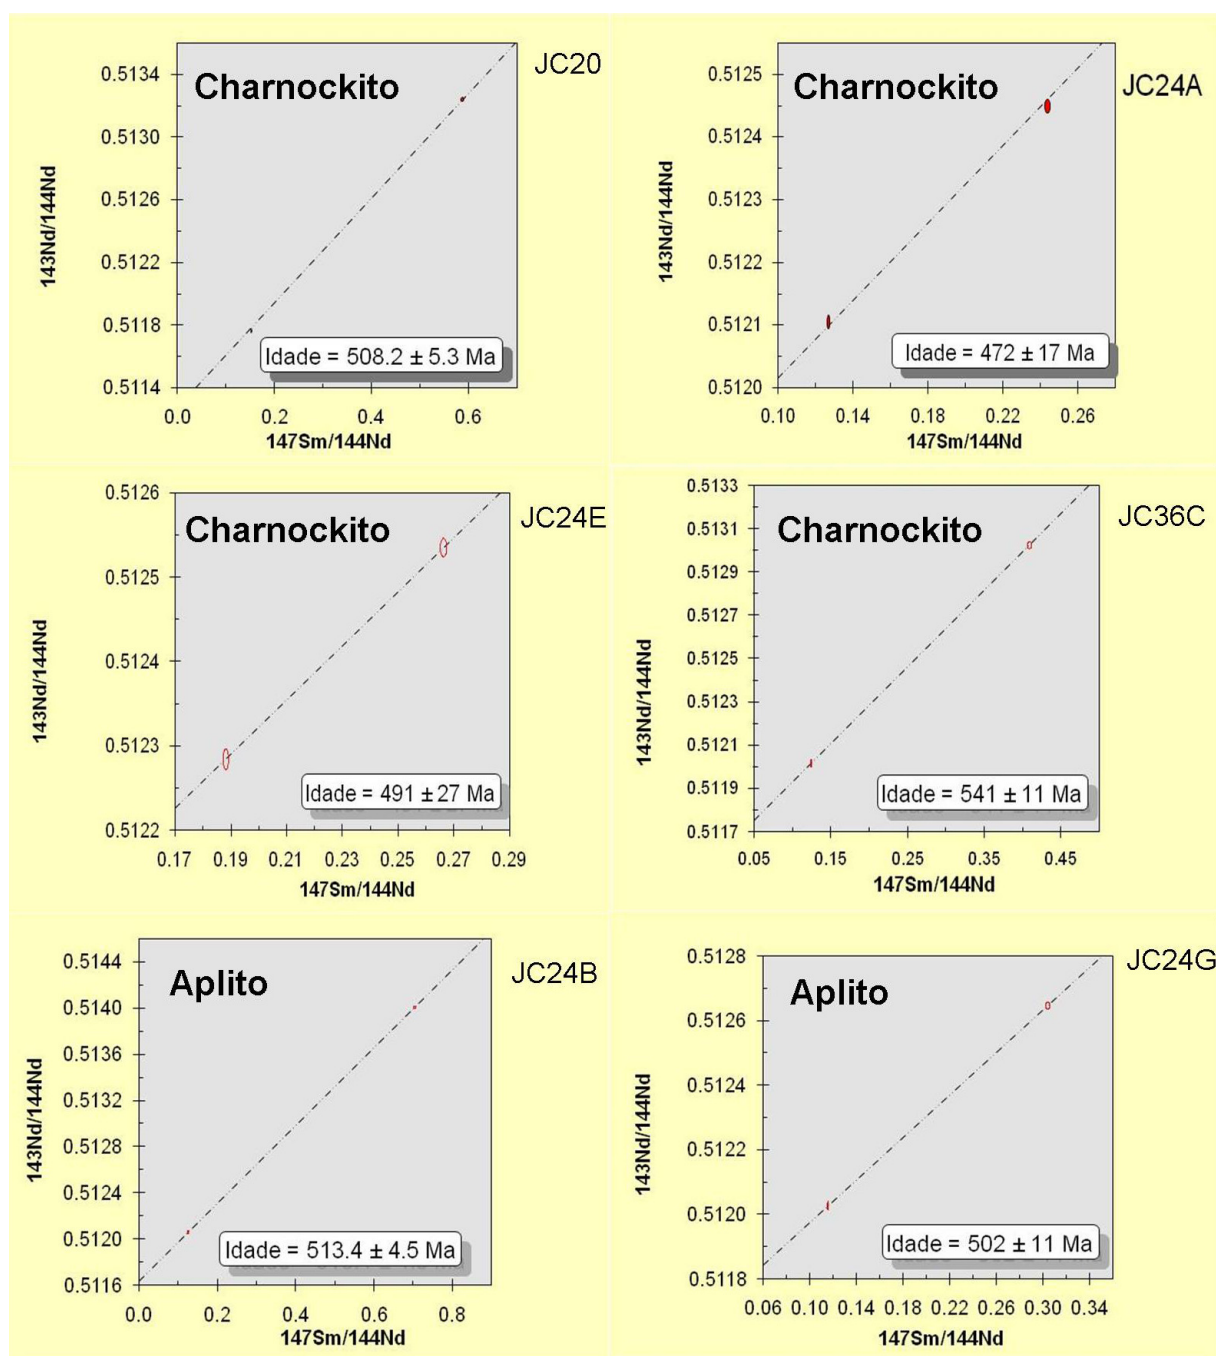 Charnockito
JC20
0.5134
0.5130
0.5126
0.5122
0.5118
0.5114
143Nd/144Nd
Idade = 508.2 ± 5.3 Ma
0.0 0.2 0.4 0.6
147Sm/144Nd
Charnockito
JC24A
0.5125
0.5124
0.5123
0.5122
0.5121
0.5120
143Nd/144Nd
Idade = 472 ± 17 Ma
0.10 0.14 0.18 0.22 0.26
147Sm/144Nd
Charnockito
JC24E
0.5126
0.5125
0.5124
0.5123
0.5122
143Nd/144Nd
Idade = 491 ± 27 Ma
0.17 0.19 0.21 0.23 0.25 0.27 0.29
147Sm/144Nd
Charnockito
JC36C
0.5133
0.5131
0.5129
0.5127
0.5125
0.5123
0.5121
0.5119
0.5117
143Nd/144Nd
Idade = 541 ± 11 Ma
0.05 0.15 0.25 0.35 0.45
147Sm/144Nd
Aplito
JC24B
0.5144
0.5140
0.5136
0.5132
0.5128
0.5124
0.5120
0.5116
143Nd/144Nd
Idade = 513.4 ± 4.5 Ma
0.0 0.2 0.4 0.6 0.8
147Sm/144Nd
Aplito
JC24G
0.5128
0.5126
0.5124
0.5122
0.5120
0.5118
143Nd/144Nd
Idade = 502 ± 11 Ma
0.06 0.10 0.14 0.18 0.22 0.26 0.30 0.34
147Sm/144Nd